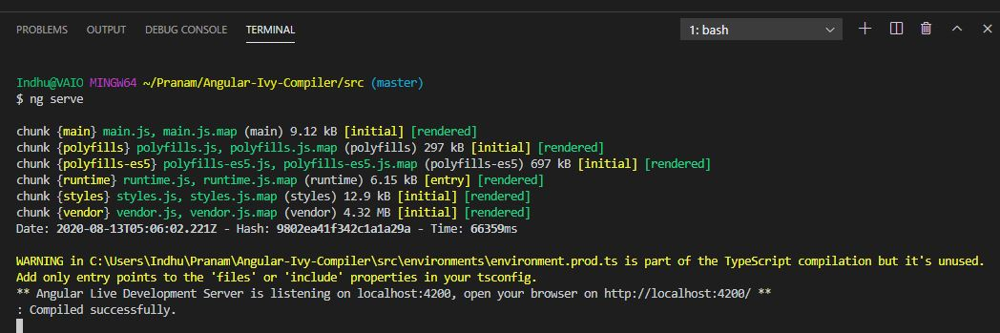 PROBLEMS OUTPUT DEBUG CONSOLE TERMINAL 1: bash
Indhu@VAIO MINGW64 ~/Pranam/Angular-Ivy-Compiler/src (master)
$ ng serve
chunk {main} main.js, main.js.map (main) 9.12 kB [initial] [rendered]
chunk {polyfills} polyfills.js, polyfills.js.map (polyfills) 297 kB [initial] [rendered]
chunk {polyfills-es5} polyfills-es5.js, polyfills-es5.js.map (polyfills-es5) 697 kB [initial] [rendered]
chunk {runtime} runtime.js, runtime.js.map (runtime) 6.15 kB [entry] [rendered]
chunk {styles} styles.js, styles.js.map (styles) 12.9 kB [initial] [rendered]
chunk {vendor} vendor.js, vendor.js.map (vendor) 4.32 MB [initial] [rendered]
Date: 2020-08-13T05:06:02.221Z - Hash: 9802ea41f342c1a1a29a - Time: 66359ms
WARNING in C:\Users\Indhu\Pranam\Angular-Ivy-Compiler\src\environments\environment.prod.ts is part of the TypeScript compilation but it's unused.
Add only entry points to the 'files' or 'include' properties in your tsconfig.
** Angular Live Development Server is listening on localhost:4200, open your browser on http://localhost:4200/ **
: Compiled successfully.